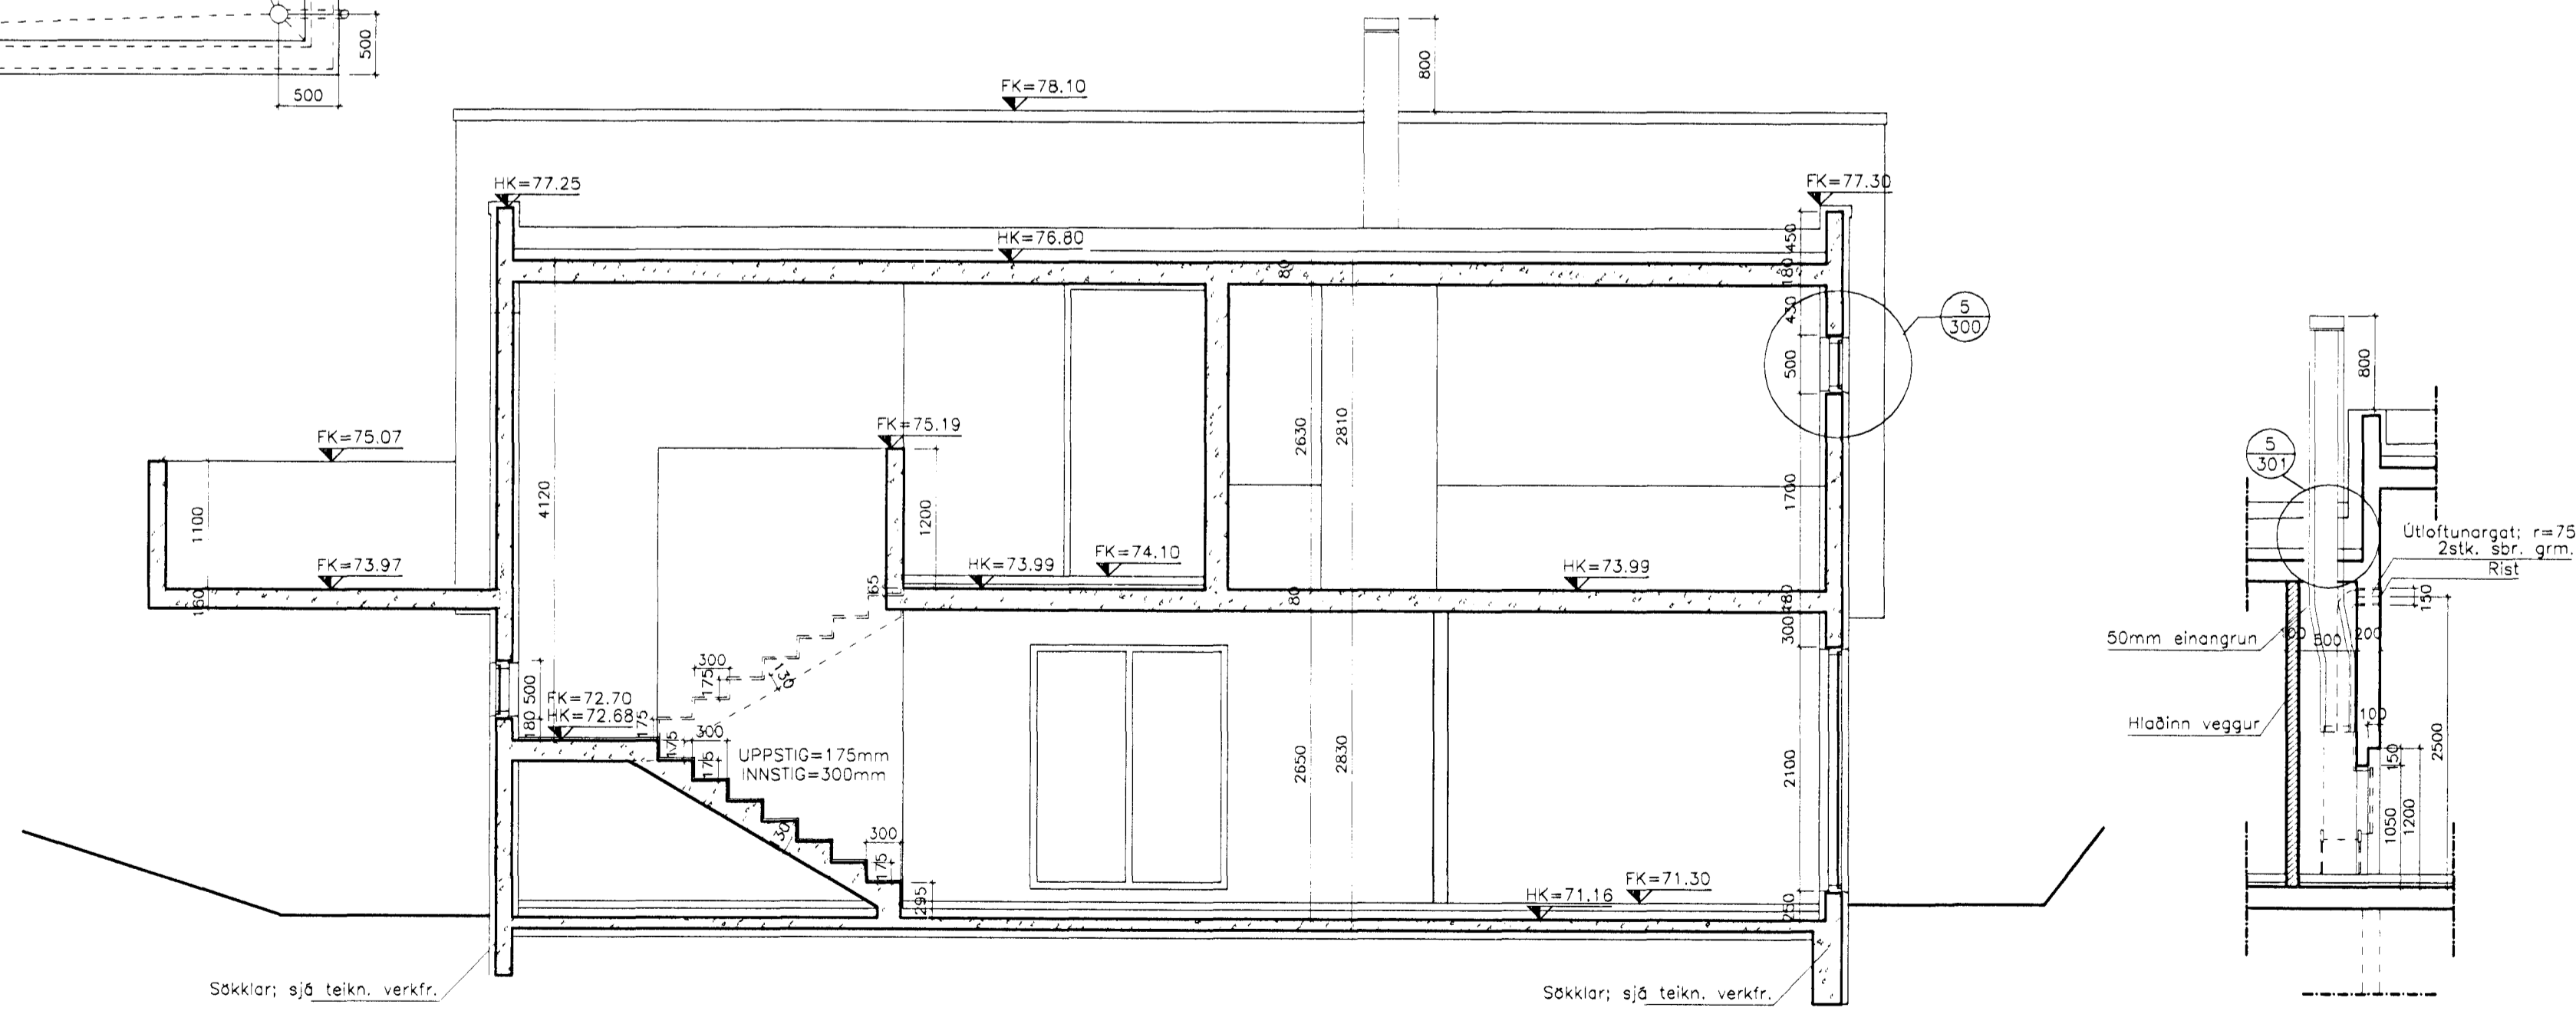 500
500
FK=78.10
800
HK=77.25
FK=77.30
HK=76.80
450
180
80
430
5
300
500
800
FK=75.07
FK=75.19
2630
2810
5
301
4120
1100
1200
1700
Útloftunargat; r=75
2stk. sbr. grm.
Rist
FK=73.97
HK=73.99
FK=74.10
HK=73.99
160
165
80
180
300
150
50mm einangrun
500
200
300
175
130
500
FK=72.70
HK=72.68
180
175
300
175
175
UPPSTIG=175mm
INNSTIG=300mm
2650
2830
2100
Hlaðinn veggur
100
150
2500
1050
1200
300
175
295
HK=71.16
FK=71.30
250
Sökklar; sjá teikn. verkfr.
Sökklar; sjá teikn. verkfr.